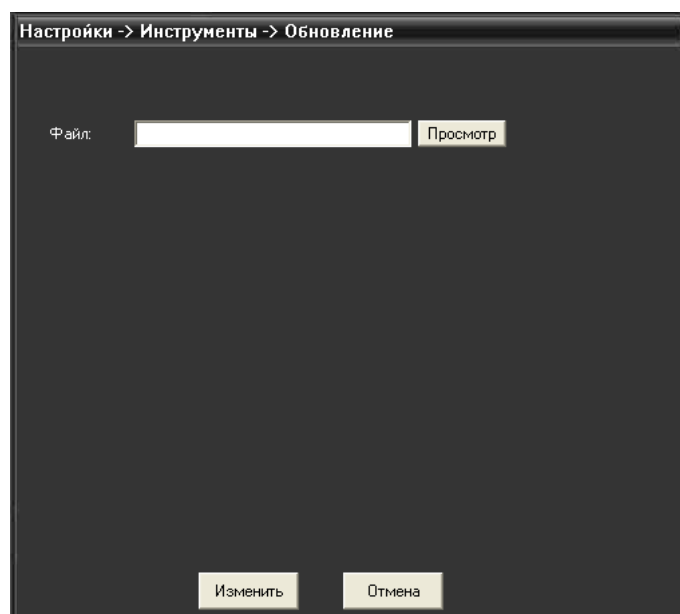 Настройки -> Инструменты -> Обновление
Файл:
Просмотр
Изменить
Отмена